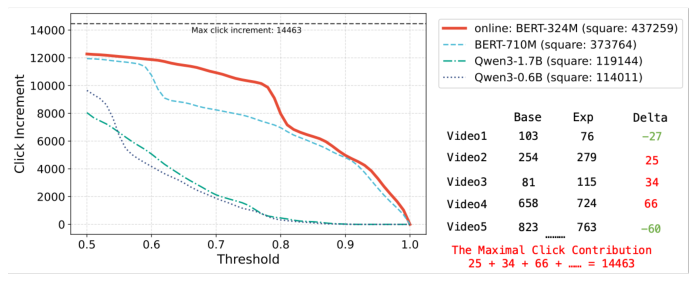 Max click increment: 14463
14000
12000
10000
8000
6000
4000
2000
0
Click Increment
0.5 0.6 0.7 0.8 0.9 1.0
Threshold
online: BERT-324M (square: 437259)
BERT-710M (square: 373764)
Qwen3-1.7B (square: 119144)
Qwen3-0.6B (square: 114011)
Base Exp Delta
Video1 103 76 -27
Video2 254 279 25
Video3 81 115 34
Video4 658 724 66
Video5 823 763 -60
………
The Maximal Click Contribution
25 + 34 + 66 + …… = 14463